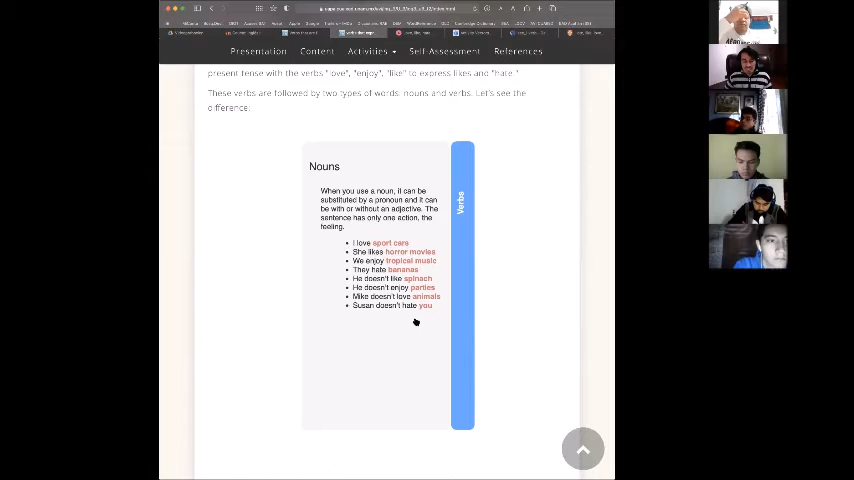 Presentation Content Activities Self-Assessment References
present tense with the verbs "love", "enjoy", "like" to express likes and "hate."
These verbs are followed by two types of words: nouns and verbs. Let's see the
difference:
Nouns
When you use a noun, it can be
substituted by a pronoun and it can
be with or without an adjective. The
sentence has only one action, the
feeling.
I love sport cars
She likes horror movies
We enjoy tropical music
They hate bananas
He doesn't like spinach
He doesn't enjoy parties
Mike doesn't love animals
Susan doesn't hate you
Verbs